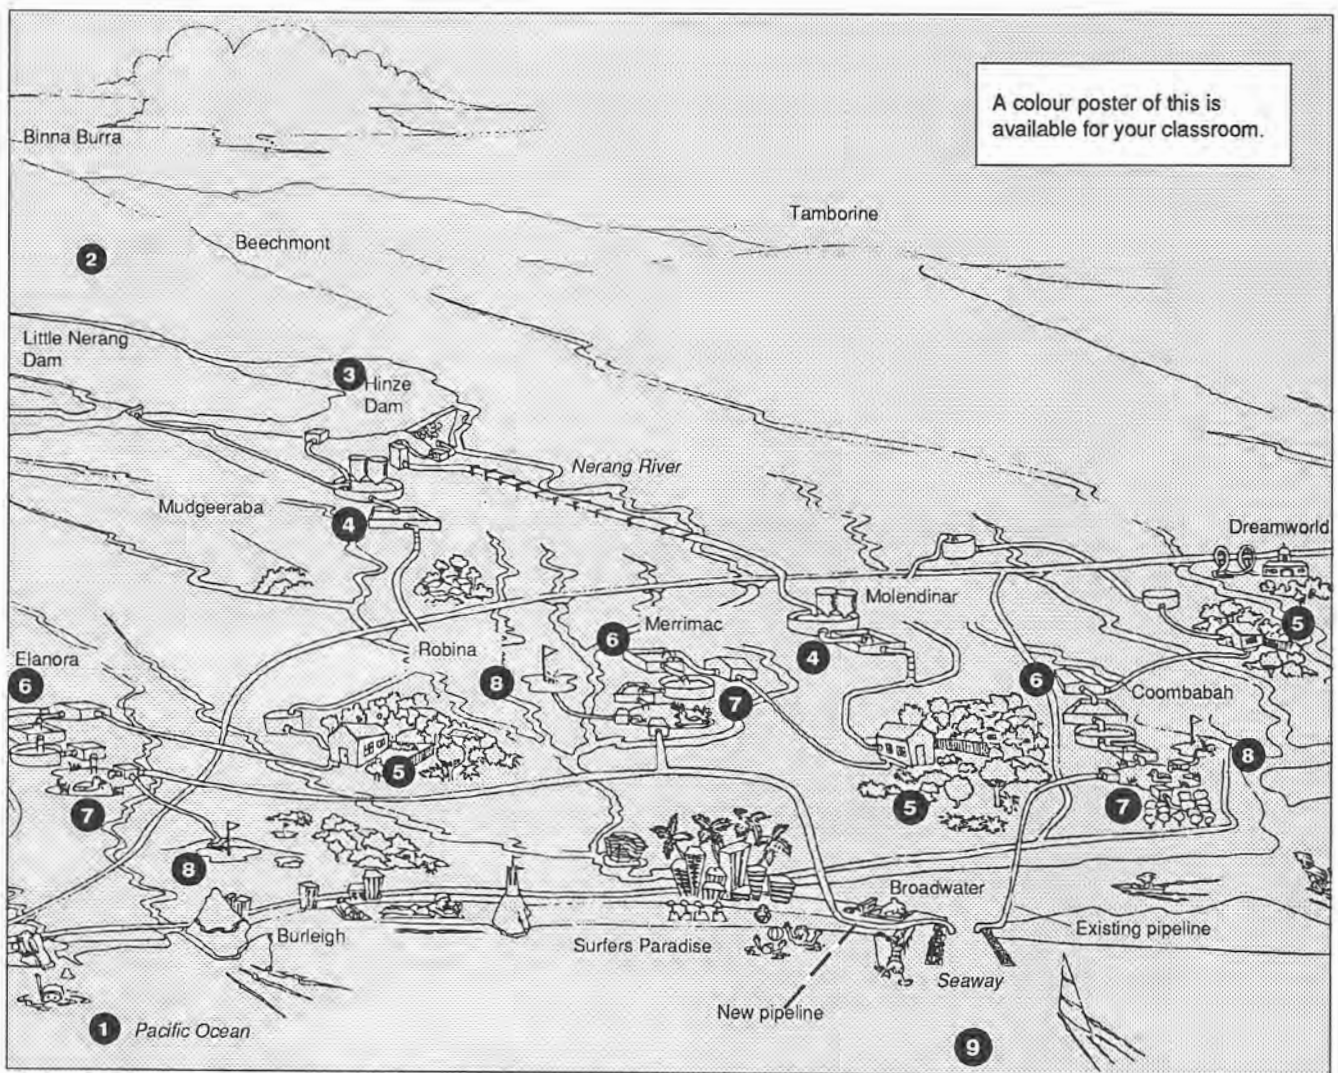 A colour poster of this is
available for your classroom.
Binna Burra
Tamborine
Beechmont
2
Little Nerang
Dam
3
Hinze
Dam
Nerang River
Mudgeeraba
4
Dreamworld
Molendinar
5
6
Merrimac
Robina
4
Elanora
6
8
6
Coombabah
7
8
5
5
7
7
8
Broadwater
Burleigh
Surfers Paradise
Existing pipeline
Seaway
New pipeline
1
Pacific Ocean
9